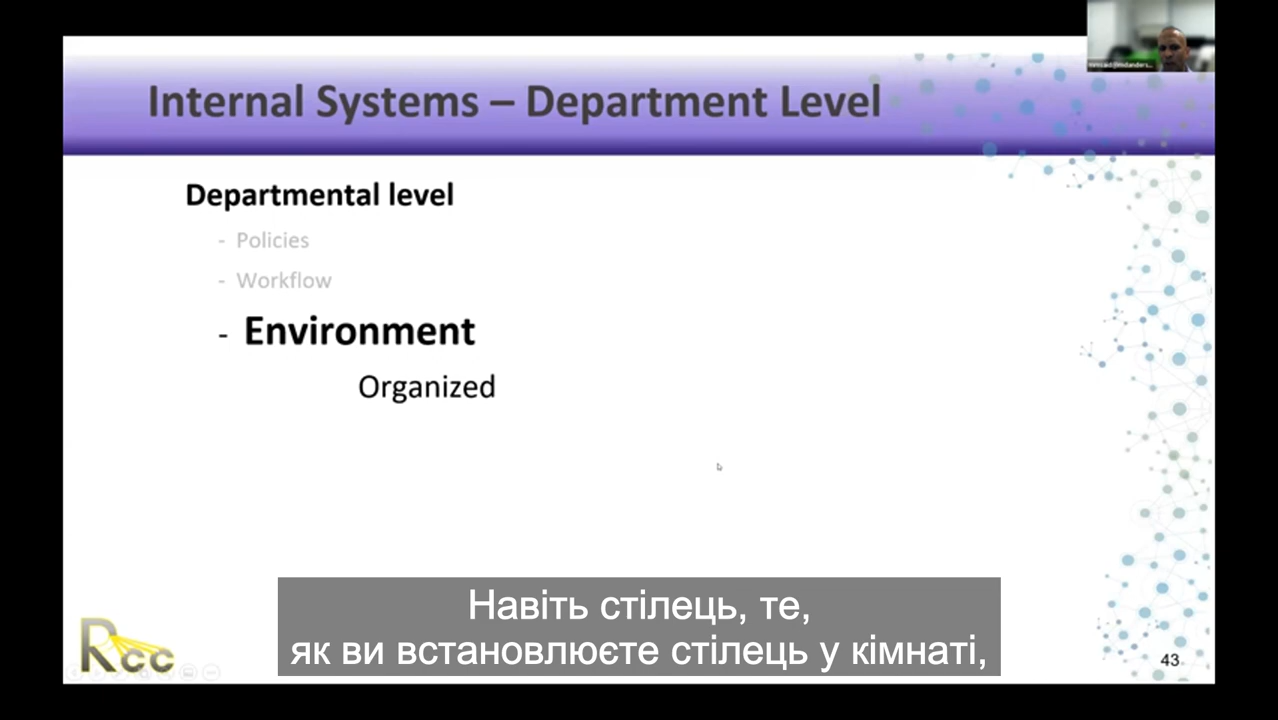 Internal Systems – Department Level
Departmental level
- Policies
- Workflow
- Environment
Organized
Навіть стілець, те,
як ви встановлюєте стілець у кімнаті,
Rcc
43